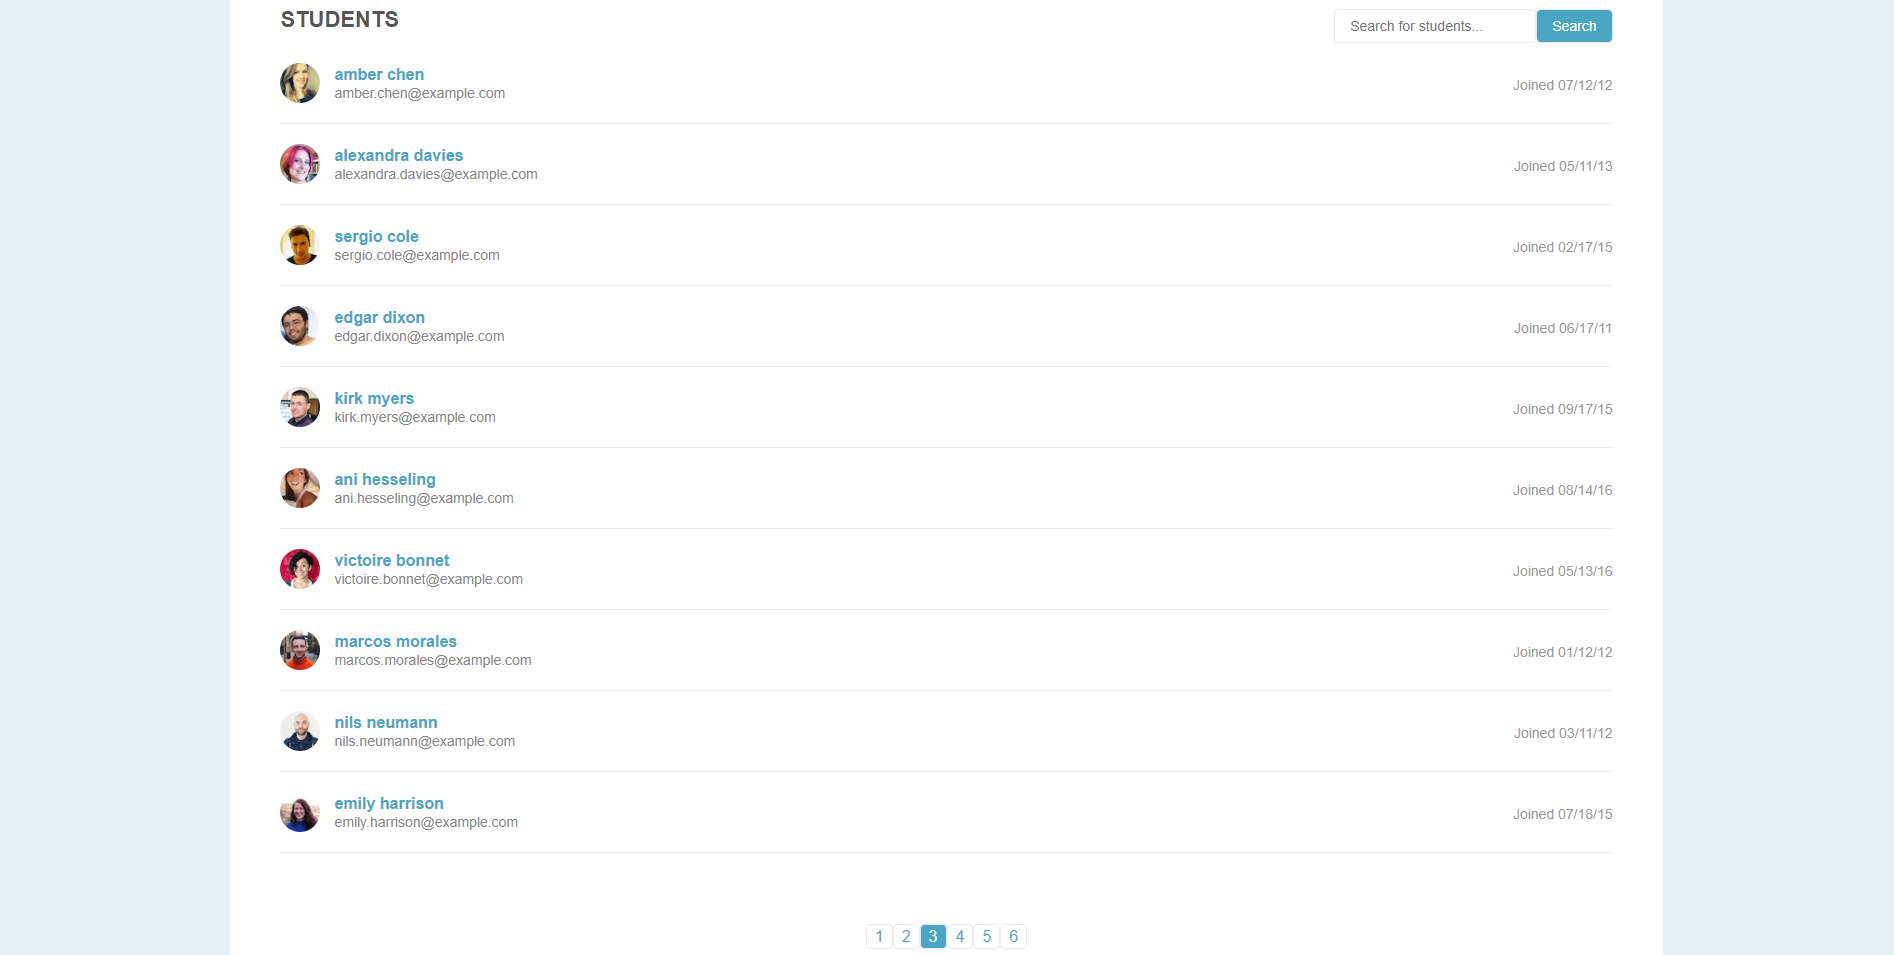 STUDENTS
Search for students... Search
amber chen
amber.chen@example.com
Joined 07/12/12
alexandra davies
alexandra.davies@example.com
Joined 05/11/13
sergio cole
sergio.cole@example.com
Joined 02/17/15
edgar dixon
edgar.dixon@example.com
Joined 06/17/11
kirk myers
kirk.myers@example.com
Joined 09/17/15
ani hesseling
ani.hesseling@example.com
Joined 08/14/16
victoire bonnet
victoire.bonnet@example.com
Joined 05/13/16
marcos morales
marcos.morales@example.com
Joined 01/12/12
nils neumann
nils.neumann@example.com
Joined 03/11/12
emily harrison
emily.harrison@example.com
Joined 07/18/15
1 2 3 4 5 6